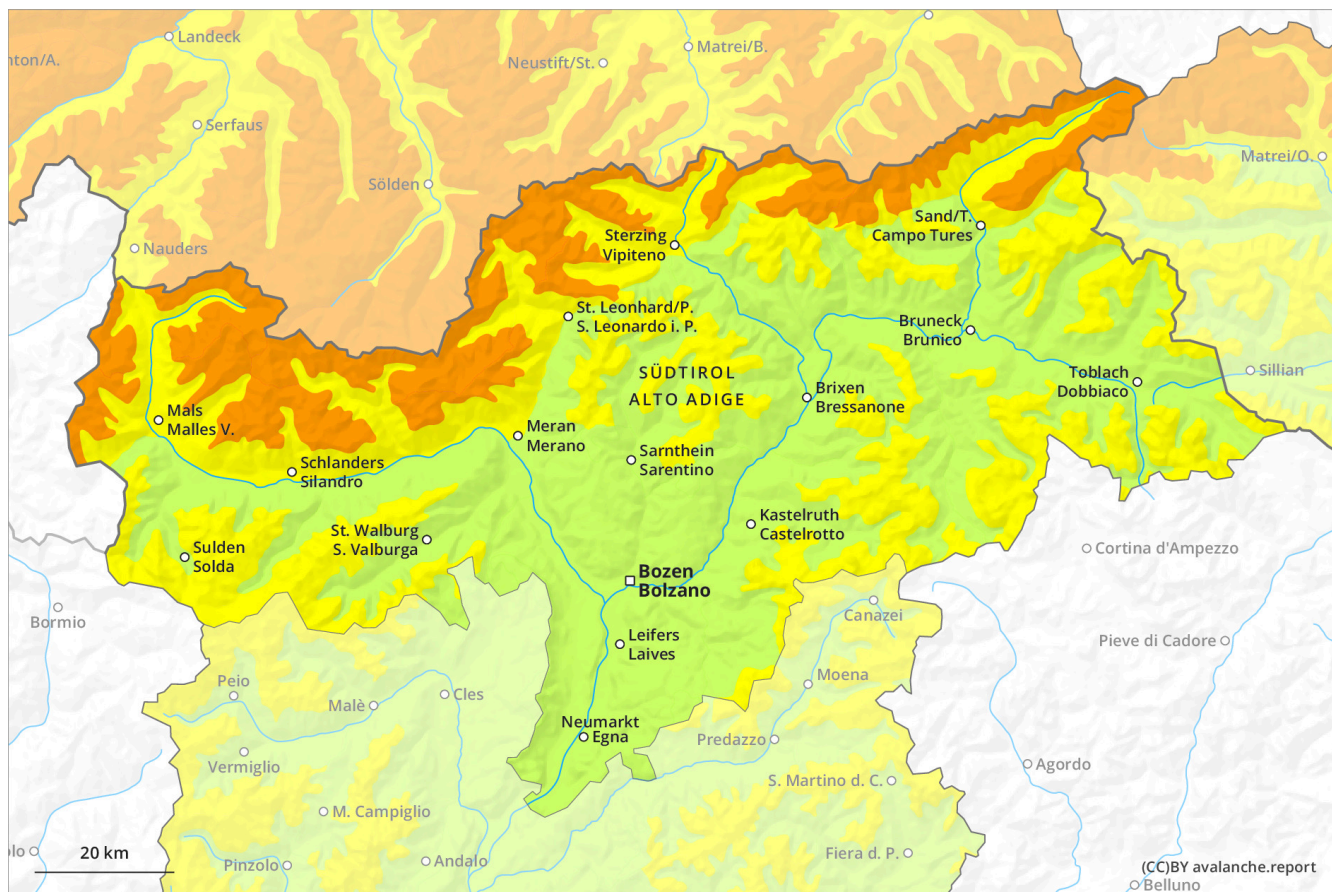 Landeck
Matrei/B.
nton/A.
Neustift/St.
Serfaus
Matrei/O.
Sölden
Sand/T.
Campo Tures
Sterzing
Vipiteno
Nauders
St. Leonhard/P.
S. Leonardo i. P.
Bruneck
Brunico
SÜDTIROL
ALTO ADIGE
Toblach
Dobbiaco
Sillian
Brixen
Bressanone
Mals
Malles V.
Meran
Merano
Sarnthein
Sarentino
Schlanders
Silandro
Kastelruth
Castelrotto
St. Walburg
S. Valburga
Sulden
Solda
Cortina d'Ampezzo
Bozen
Bolzano
Bormio
Canazei
Leifers
Laives
Pieve di Cadore
Moena
Peio
Cles
Malè
Neumarkt
Egna
Predazzo
Vermiglio
Agordo
S. Martino d. C.
M. Campiglio
olo
20 km
Andalo
Pinzolo
Fiera d. P.
(CC)BY avalanche.report
Belluno